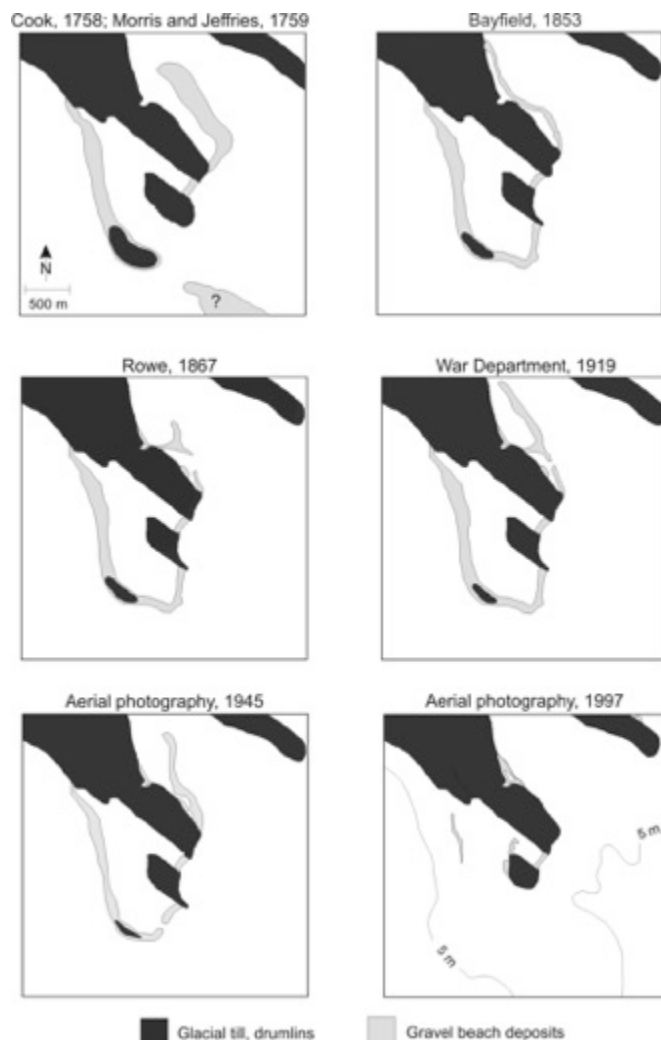 Cook, 1758; Morris and Jeffries, 1759
Bayfield, 1853
N
500 m
?
Rowe, 1867
War Department, 1919
Aerial photography, 1945
Aerial photography, 1997
5 m
5 m
Glacial till, drumlins
Gravel beach deposits